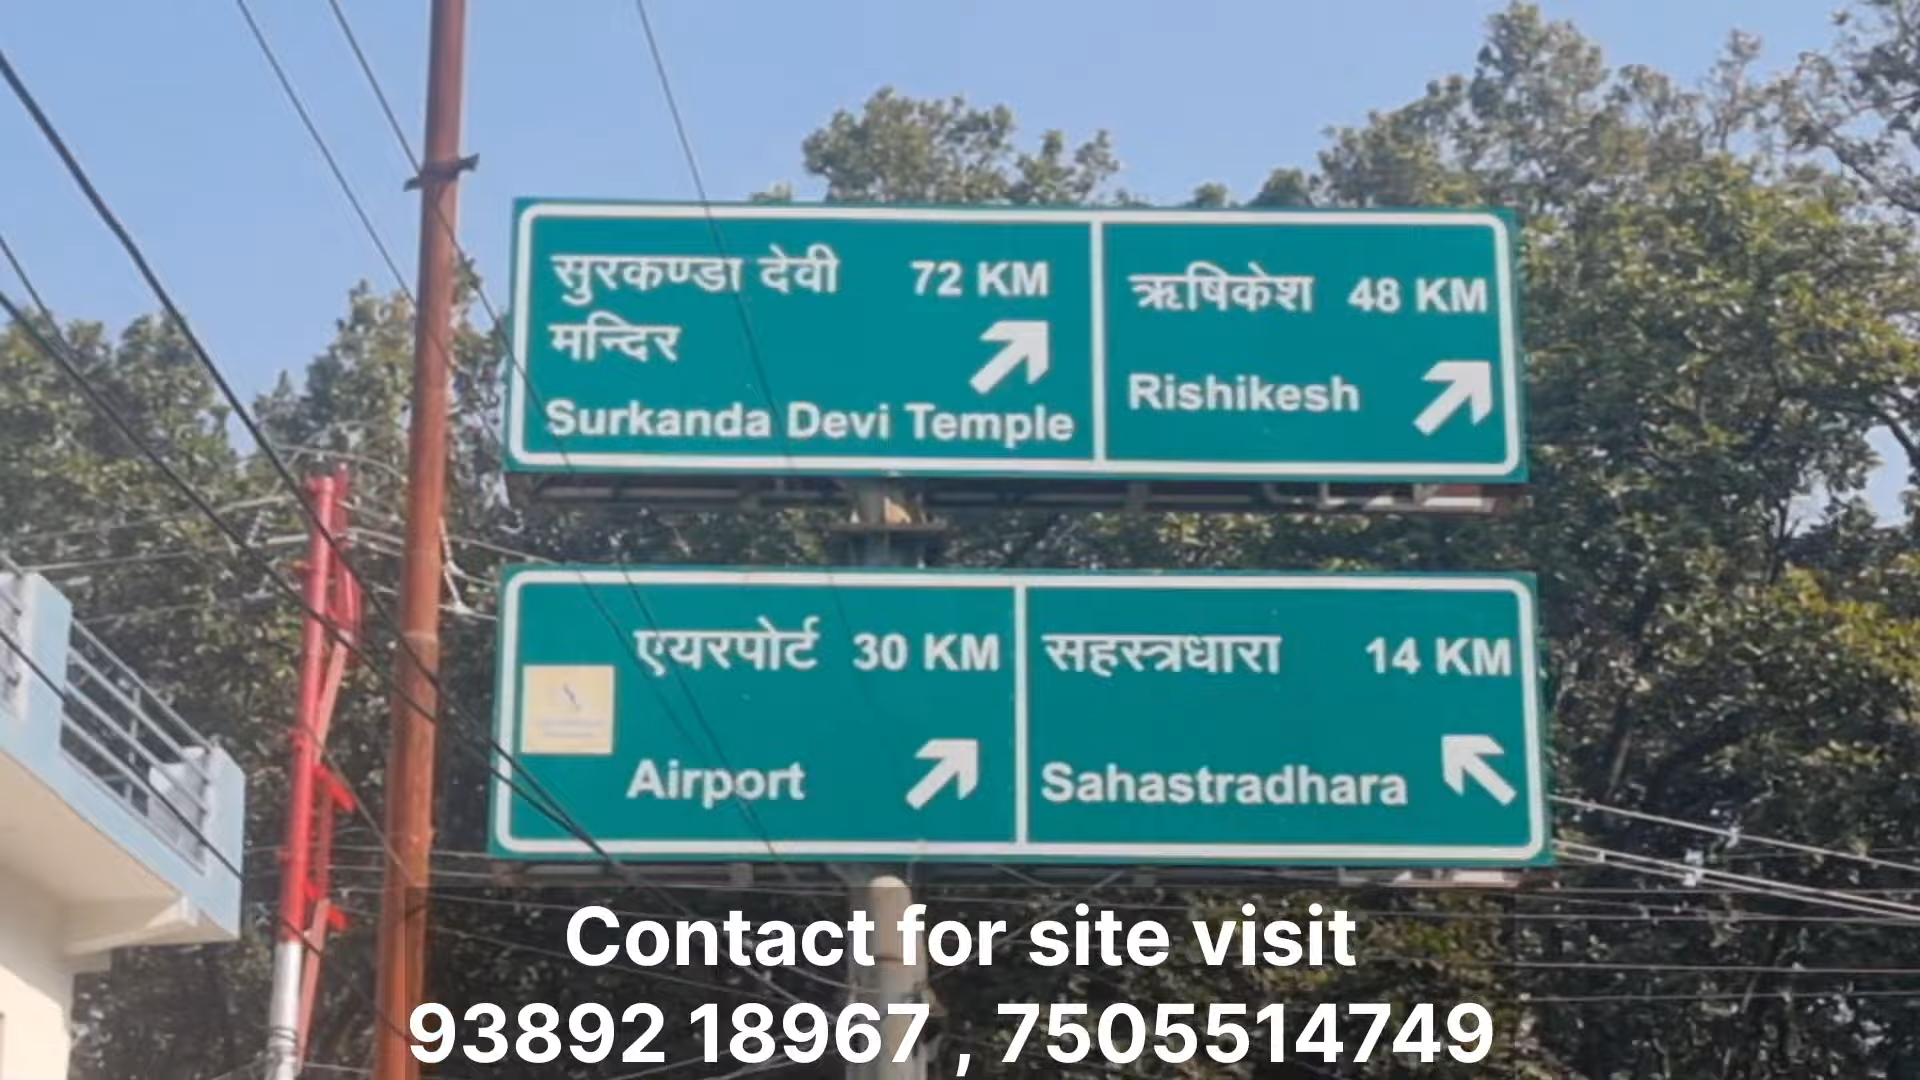 सुरकण्डा देवी 72 KM
मन्दिर
Surkanda Devi Temple
ऋषिकेश 48 KM
Rishikesh
एयरपोर्ट 30 KM
Airport
सहस्त्रधारा 14 KM
Sahastradhara
Contact for site visit
93892 18967 , 7505514749